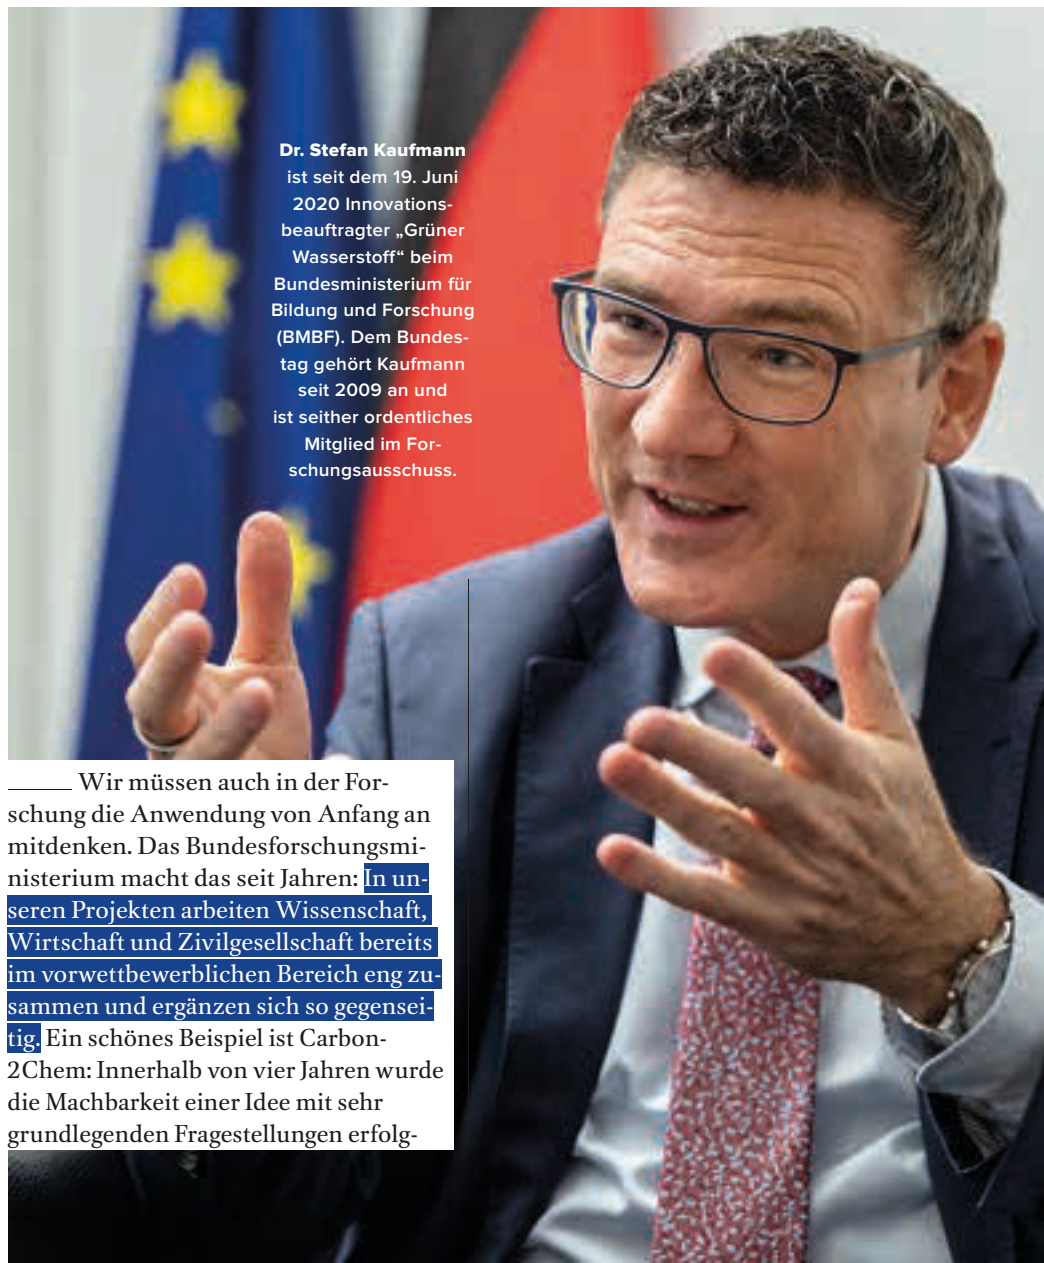 Dr. Stefan Kaufmann
ist seit dem 19. Juni
2020 Innovations-
beauftragter „Grüner
Wasserstoff“ beim
Bundesministerium für
Bildung und Forschung
(BMBF). Dem Bundes-
tag gehört Kaufmann
seit 2009 an und
ist seither ordentliches
Mitglied im For-
schungsausschuss.
Wir müssen auch in der For-
schung die Anwendung von Anfang an
mitdenken. Das Bundesforschungsmi-
nisterium macht das seit Jahren: In un-
seren Projekten arbeiten Wissenschaft,
Wirtschaft und Zivilgesellschaft bereits
im vorwettbewerblichen Bereich eng zu-
sammen und ergänzen sich so gegensei-
tig. Ein schönes Beispiel ist Carbon-
2Chem: Innerhalb von vier Jahren wurde
die Machbarkeit einer Idee mit sehr
grundlegenden Fragestellungen erfolg-